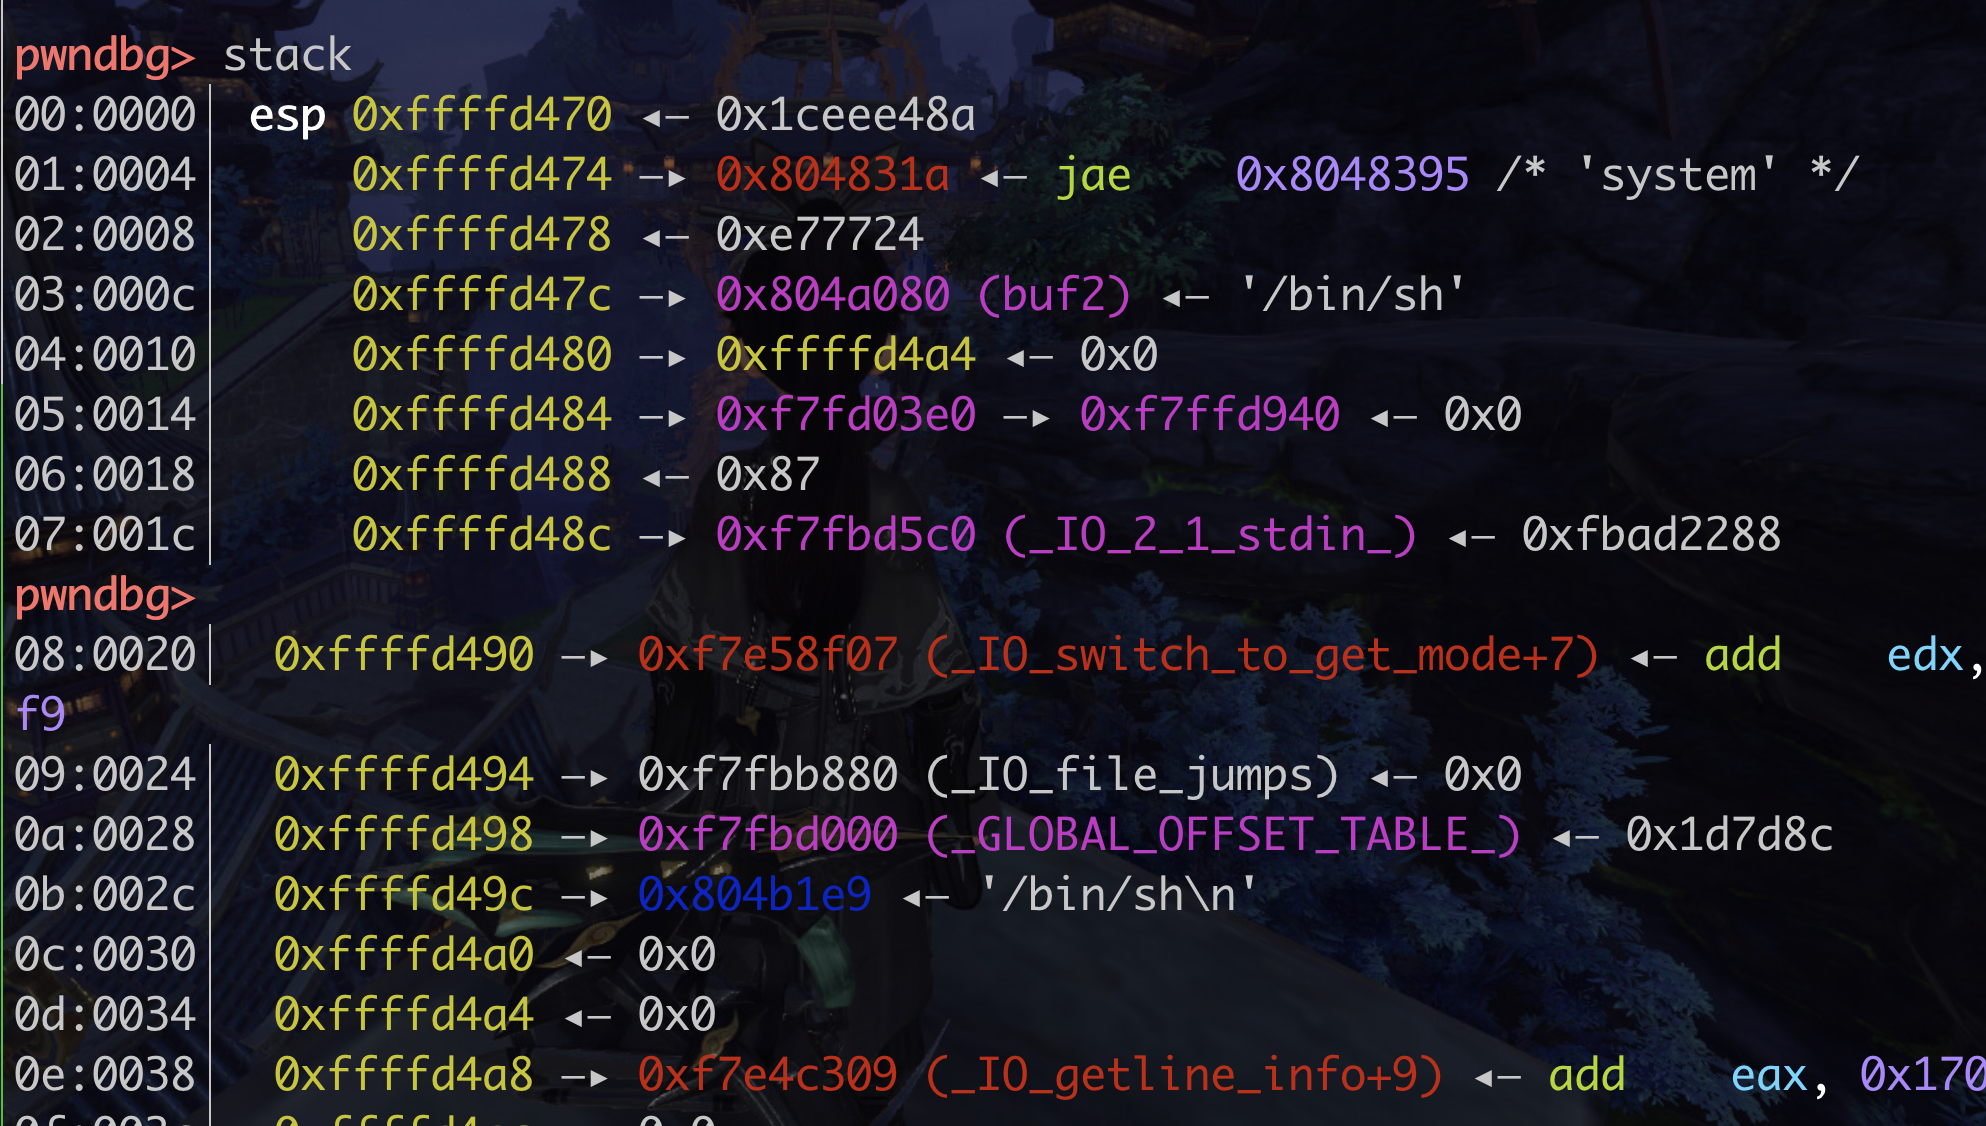 pwndbg> stack
00:0000│ esp 0xffffd470 ◂— 0x1ceee48a
01:0004│ 0xffffd474 —▸ 0x804831a ◂— jae 0x8048395 /* 'system' */
02:0008│ 0xffffd478 ◂— 0xe77724
03:000c│ 0xffffd47c —▸ 0x804a080 (buf2) ◂— '/bin/sh'
04:0010│ 0xffffd480 —▸ 0xffffd4a4 ◂— 0x0
05:0014│ 0xffffd484 —▸ 0xf7fd03e0 —▸ 0xf7ffd940 ◂— 0x0
06:0018│ 0xffffd488 ◂— 0x87
07:001c│ 0xffffd48c —▸ 0xf7fbd5c0 (_IO_2_1_stdin_) ◂— 0xfbad2288
pwndbg>
08:0020│ 0xffffd490 —▸ 0xf7e58f07 (_IO_switch_to_get_mode+7) ◂— add edx,
f9
09:0024│ 0xffffd494 —▸ 0xf7fbb880 (_IO_file_jumps) ◂— 0x0
0a:0028│ 0xffffd498 —▸ 0xf7fbd000 (_GLOBAL_OFFSET_TABLE_) ◂— 0x1d7d8c
0b:002c│ 0xffffd49c —▸ 0x804b1e9 ◂— '/bin/sh\n'
0c:0030│ 0xffffd4a0 ◂— 0x0
0d:0034│ 0xffffd4a4 ◂— 0x0
0e:0038│ 0xffffd4a8 —▸ 0xf7e4c309 (_IO_getline_info+9) ◂— add eax, 0x170